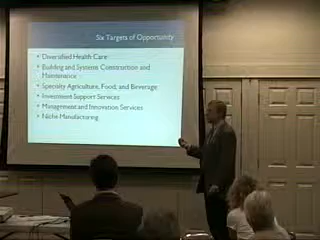 Six Targets of Opportunity
• Diversified Health Care
• Building and Systems Construction and
Maintenance
• Specialty Agriculture, Food, and Beverage
• Investment Support Services
• Management and Innovation Services
• Niche Manufacturing